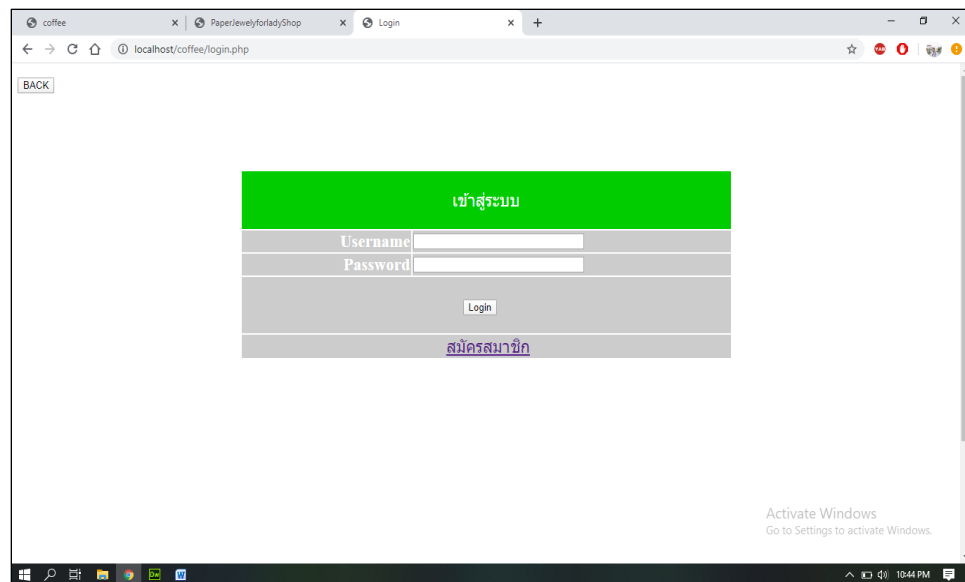 coffee
PaperJewelyforladyShop
Login
localhost/coffee/login.php
BACK
เข้าสู่ระบบ
Username
Password
Login
สมัครสมาชิก
Activate Windows
Go to Settings to activate Windows.
10:44 PM